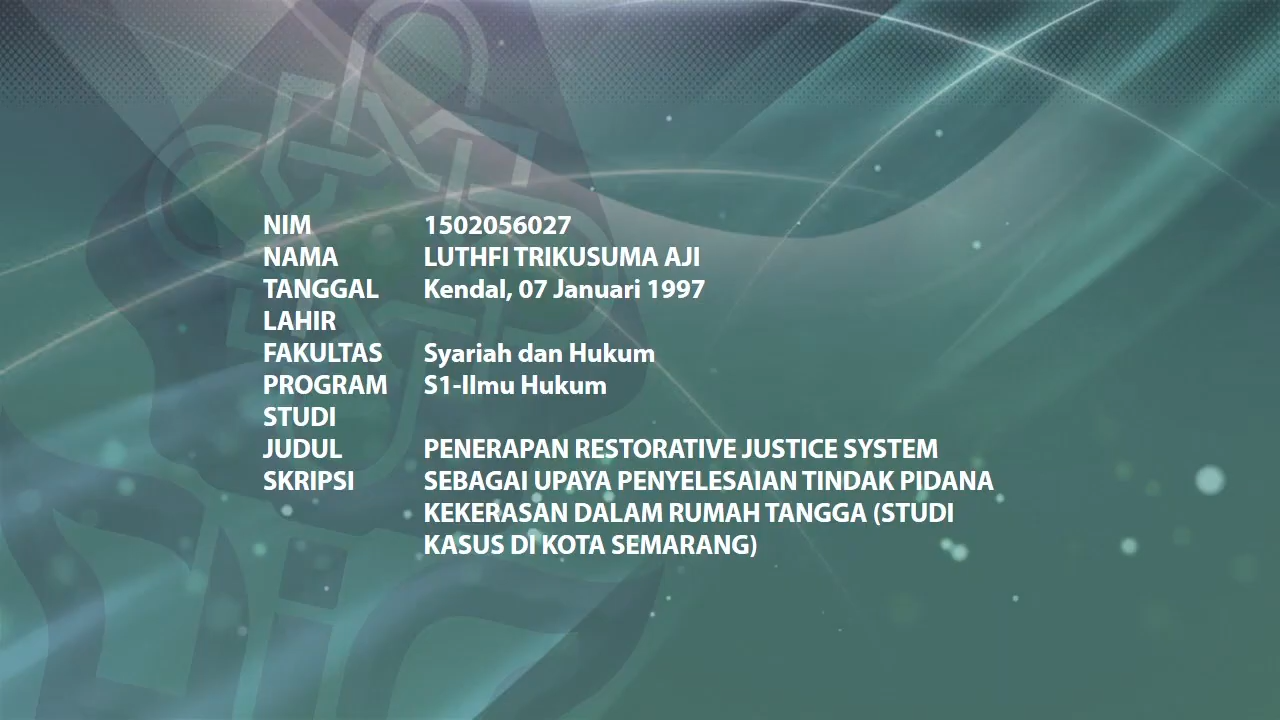 NIM 1502056027
NAMA LUTHFI TRIKUSUMA AJI
TANGGAL Kendal, 07 Januari 1997
LAHIR
FAKULTAS Syariah dan Hukum
PROGRAM S1-Ilmu Hukum
STUDI
JUDUL PENERAPAN RESTORATIVE JUSTICE SYSTEM
SKRIPSI SEBAGAI UPAYA PENYELESAIAN TINDAK PIDANA
KEKERASAN DALAM RUMAH TANGGA (STUDI
KASUS DI KOTA SEMARANG)